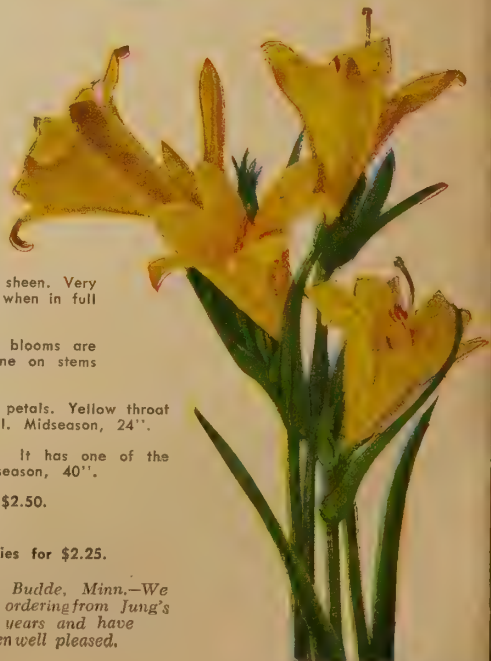 sheen. Very
when in full
blooms are
ne on stems
petals. Yellow throat
l. Midseason, 24".
It has one of the
season, 40".
$2.50.
ies for $2.25.
Budde, Minn.—We
ordering from Jung's
years and have
en well pleased.